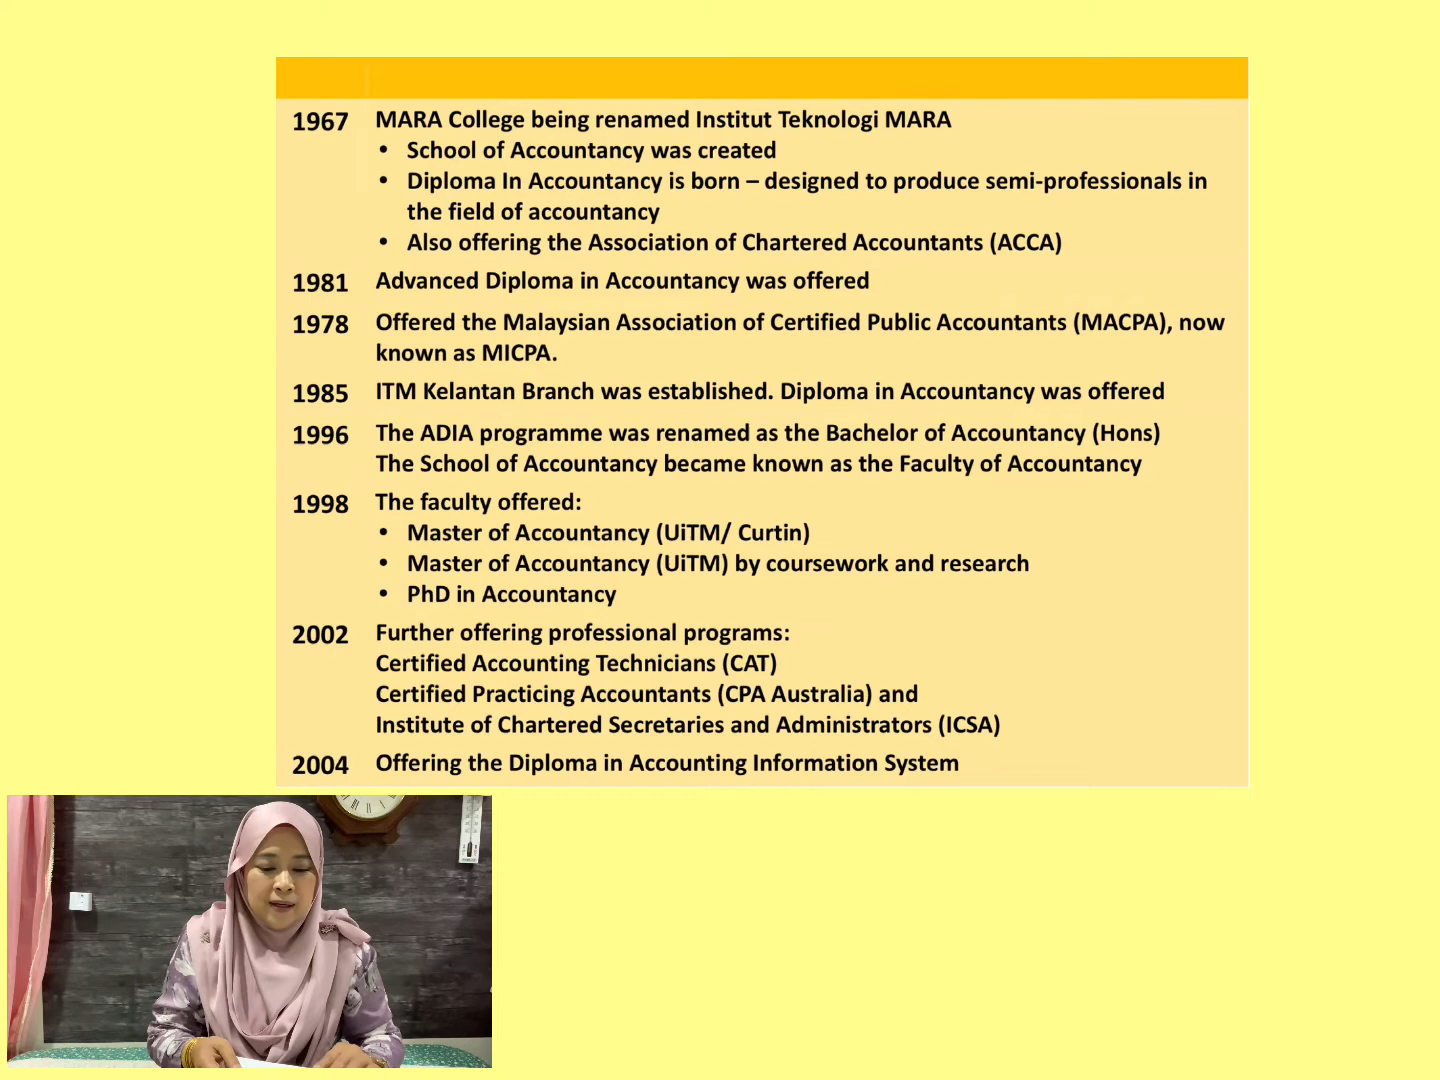 1967 MARA College being renamed Institut Teknologi MARA
• School of Accountancy was created
• Diploma In Accountancy is born – designed to produce semi-professionals in
the field of accountancy
• Also offering the Association of Chartered Accountants (ACCA)
1981 Advanced Diploma in Accountancy was offered
1978 Offered the Malaysian Association of Certified Public Accountants (MACPA), now
known as MICPA.
1985 ITM Kelantan Branch was established. Diploma in Accountancy was offered
1996 The ADIA programme was renamed as the Bachelor of Accountancy (Hons)
The School of Accountancy became known as the Faculty of Accountancy
1998 The faculty offered:
• Master of Accountancy (UiTM/ Curtin)
• Master of Accountancy (UiTM) by coursework and research
• PhD in Accountancy
2002 Further offering professional programs:
Certified Accounting Technicians (CAT)
Certified Practicing Accountants (CPA Australia) and
Institute of Chartered Secretaries and Administrators (ICSA)
2004 Offering the Diploma in Accounting Information System